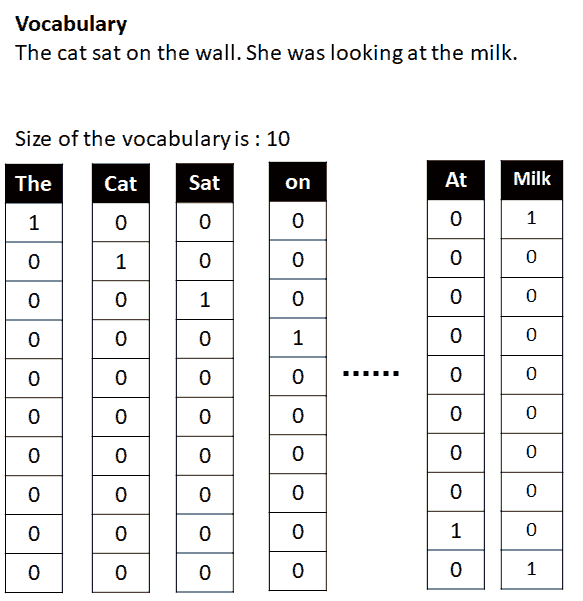 Vocabulary
The cat sat on the wall. She was looking at the milk.
Size of the vocabulary is : 10
The Cat Sat on At Milk
1 0 0 0 0 1
0 1 0 0 0 0
0 0 1 0 0 0
0 0 0 1 0 0
0 0 0 0 ...... 0 0
0 0 0 0 0 0
0 0 0 0 0 0
0 0 0 0 0 0
0 0 0 0 1 0
0 0 0 0 0 1